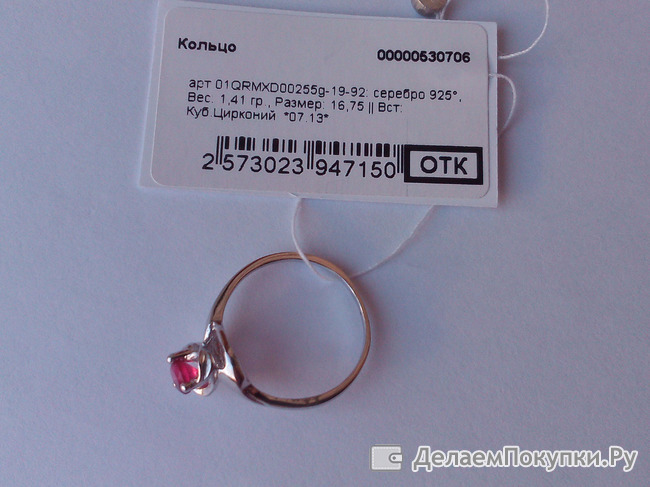 Кольцо 00000530706
арт 01QRMXD00255g-19-92: серебро 925°,
Вес: 1,41 гр , Размер: 16,75 || Вст:
Куб.Цирконий *07.13*
2 573023 947150 ОТК
ДелаемПокупки.Ру